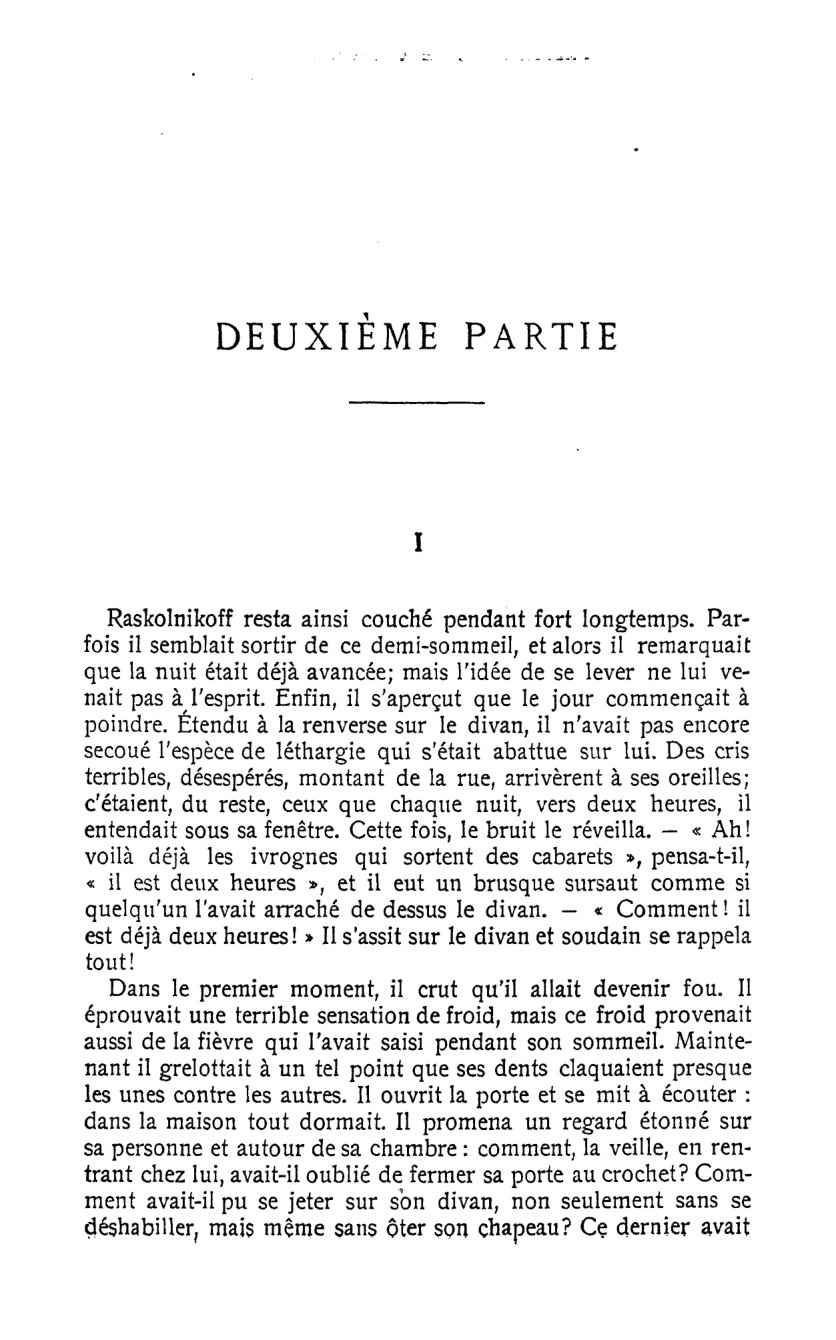 DEUXIÈME PARTIE
I
Raskolnikoff resta ainsi couché pendant fort longtemps. Par-
fois il semblait sortir de ce demi-sommeil, et alors il remarquait
que la nuit était déjà avancée; mais l'idée de se lever ne lui ve-
nait pas à l'esprit. Enfin, il s'aperçut que le jour commençait à
poindre. Étendu à la renverse sur le divan, il n'avait pas encore
secoué l'espèce de léthargie qui s'était abattue sur lui. Des cris
terribles, désespérés, montant de la rue, arrivèrent à ses oreilles;
c'étaient, du reste, ceux que chaque nuit, vers deux heures, il
entendait sous sa fenêtre. Cette fois, le bruit le réveilla. — « Ah!
voilà déjà les ivrognes qui sortent des cabarets », pensa-t-il,
« il est deux heures », et il eut un brusque sursaut comme si
quelqu'un l'avait arraché de dessus le divan. — « Comment! il
est déjà deux heures! » Il s'assit sur le divan et soudain se rappela
tout!
Dans le premier moment, il crut qu'il allait devenir fou. Il
éprouvait une terrible sensation de froid, mais ce froid provenait
aussi de la fièvre qui l'avait saisi pendant son sommeil. Mainte-
nant il grelottait à un tel point que ses dents claquaient presque
les unes contre les autres. Il ouvrit la porte et se mit à écouter :
dans la maison tout dormait. Il promena un regard étonné sur
sa personne et autour de sa chambre : comment, la veille, en ren-
trant chez lui, avait-il oublié de fermer sa porte au crochet? Com-
ment avait-il pu se jeter sur son divan, non seulement sans se
déshabiller, mais même sans ôter son chapeau? Ce dernier avait